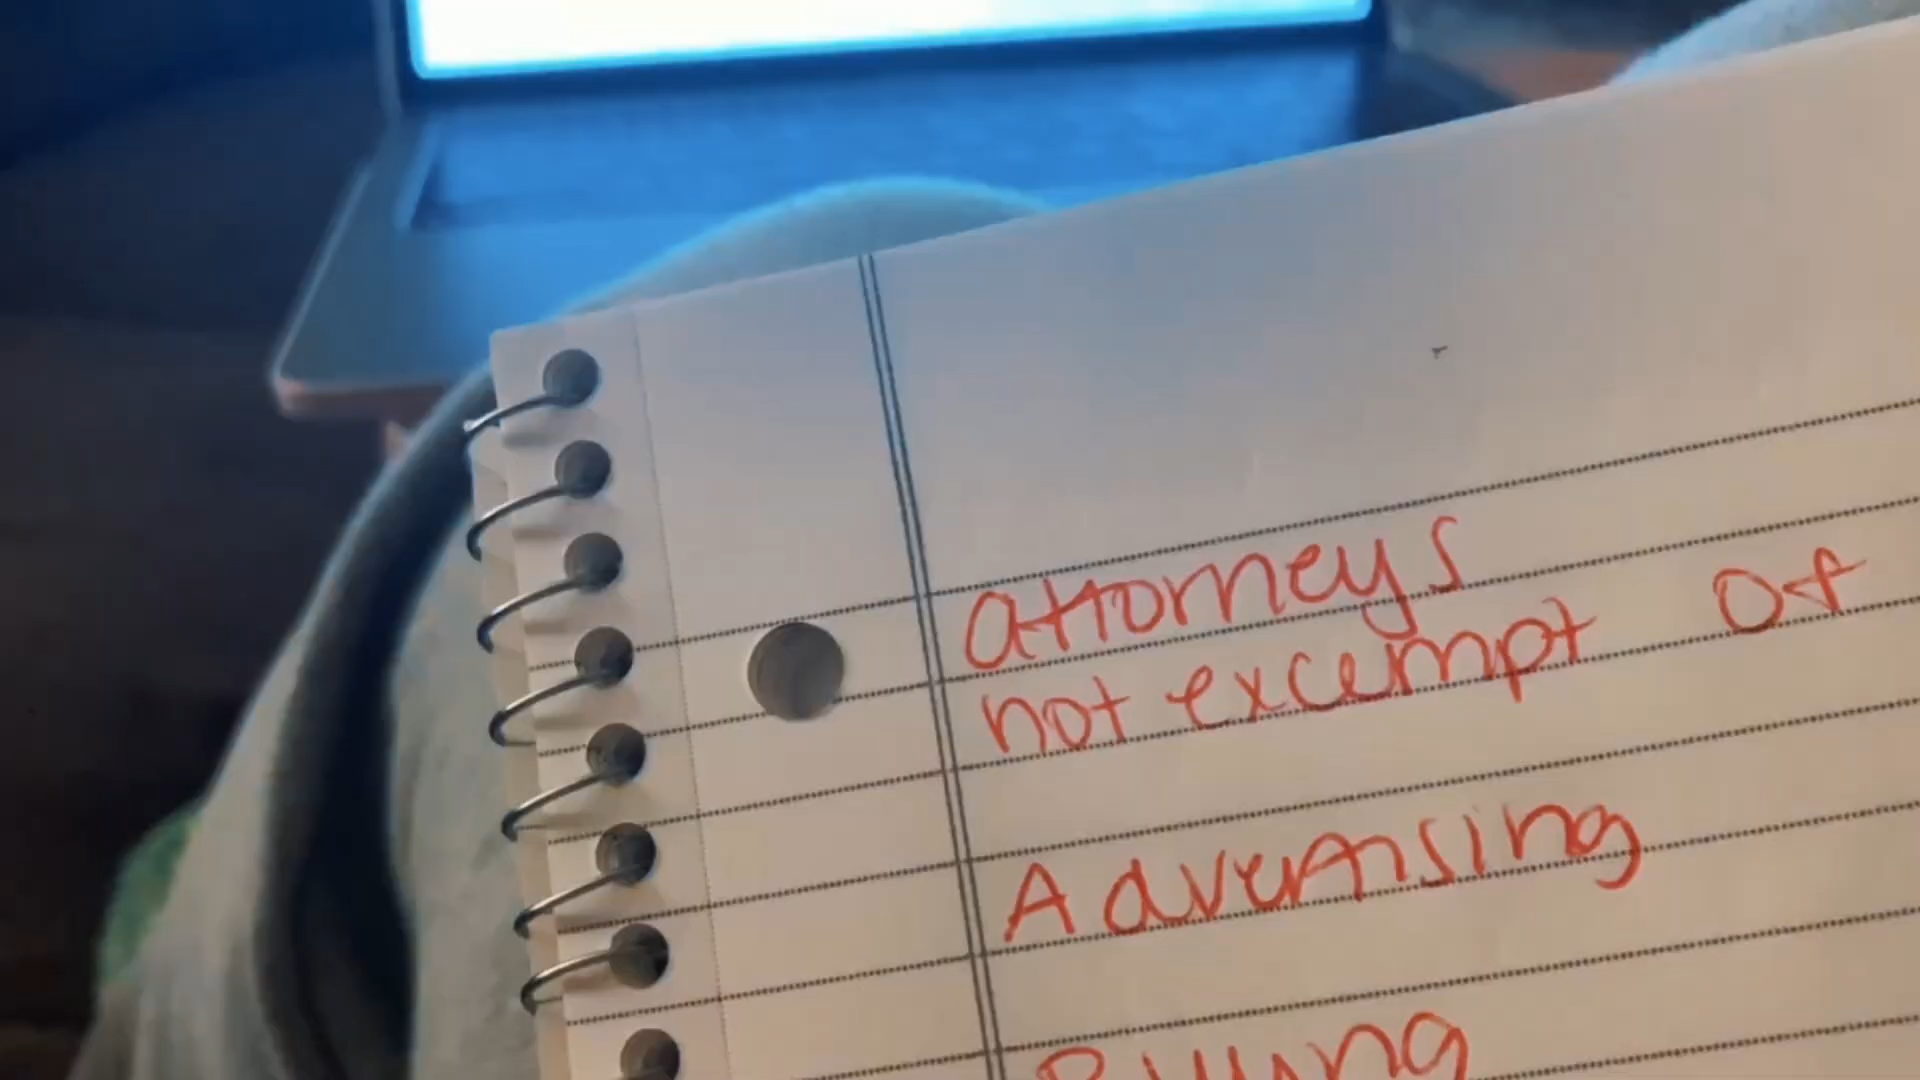 attorneys
not excempt of
Advertising